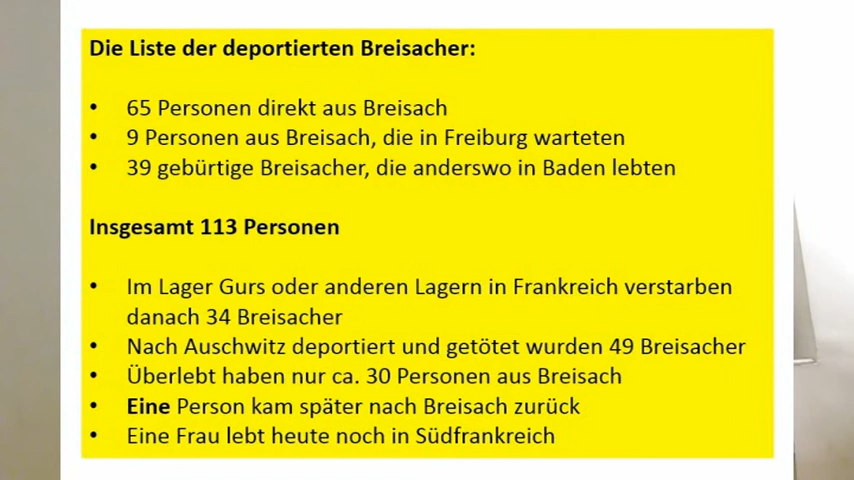 Die Liste der deportierten Breisacher:
• 65 Personen direkt aus Breisach
• 9 Personen aus Breisach, die in Freiburg warteten
• 39 gebürtige Breisacher, die anderswo in Baden lebten
Insgesamt 113 Personen
• Im Lager Gurs oder anderen Lagern in Frankreich verstarben
danach 34 Breisacher
• Nach Auschwitz deportiert und getötet wurden 49 Breisacher
• Überlebt haben nur ca. 30 Personen aus Breisach
• Eine Person kam später nach Breisach zurück
• Eine Frau lebt heute noch in Südfrankreich